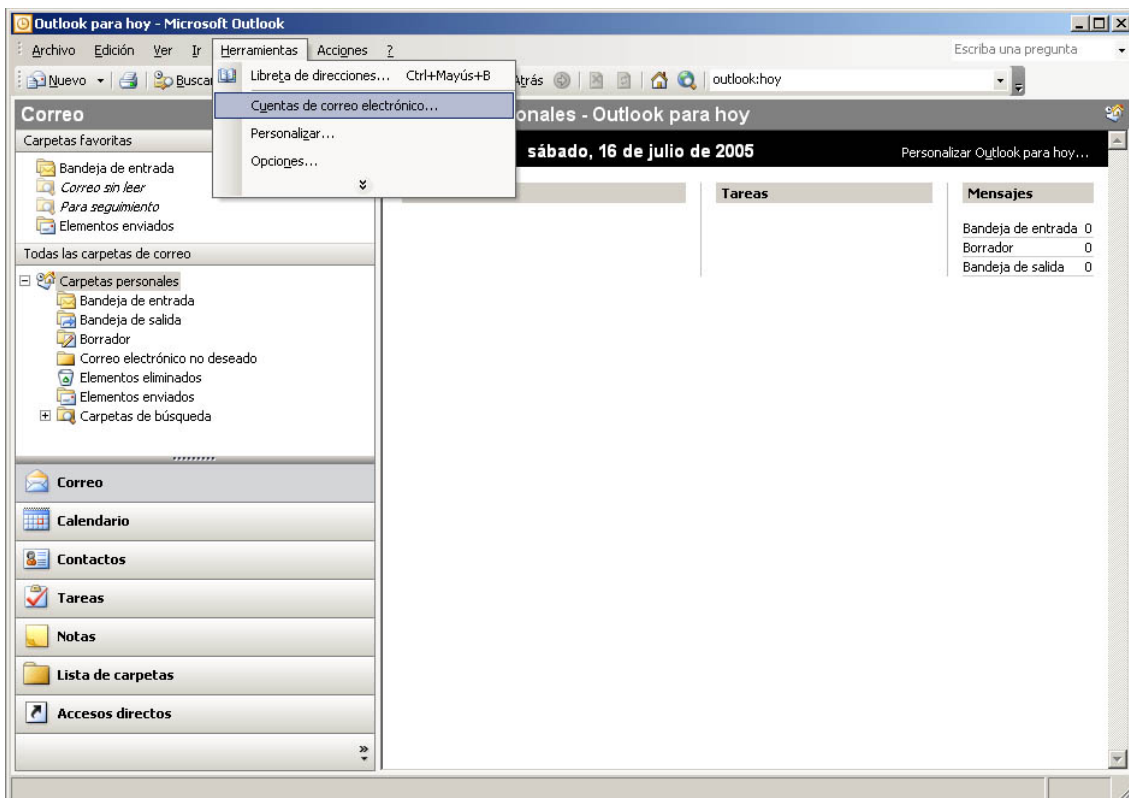 Outlook para hoy - Microsoft Outlook
Archivo Edición Ver Ir Herramientas Acciones ? Escriba una pregunta
Nuevo Buscar Atrás outlook:hoy
Libreta de direcciones... Ctrl+Mayús+B
Cuentas de correo electrónico...
Personalizar...
Opciones...
Correo
onales - Outlook para hoy
Carpetas favoritas
Bandeja de entrada
Correo sin leer
Para seguimiento
Elementos enviados
Todas las carpetas de correo
Carpetas personales
Bandeja de entrada
Bandeja de salida
Borrador
Correo electrónico no deseado
Elementos eliminados
Elementos enviados
Carpetas de búsqueda
Correo
Calendario
Contactos
Tareas
Notas
Lista de carpetas
Accesos directos
sábado, 16 de julio de 2005
Personalizar Outlook para hoy...
Tareas
Mensajes
Bandeja de entrada 0
Borrador 0
Bandeja de salida 0